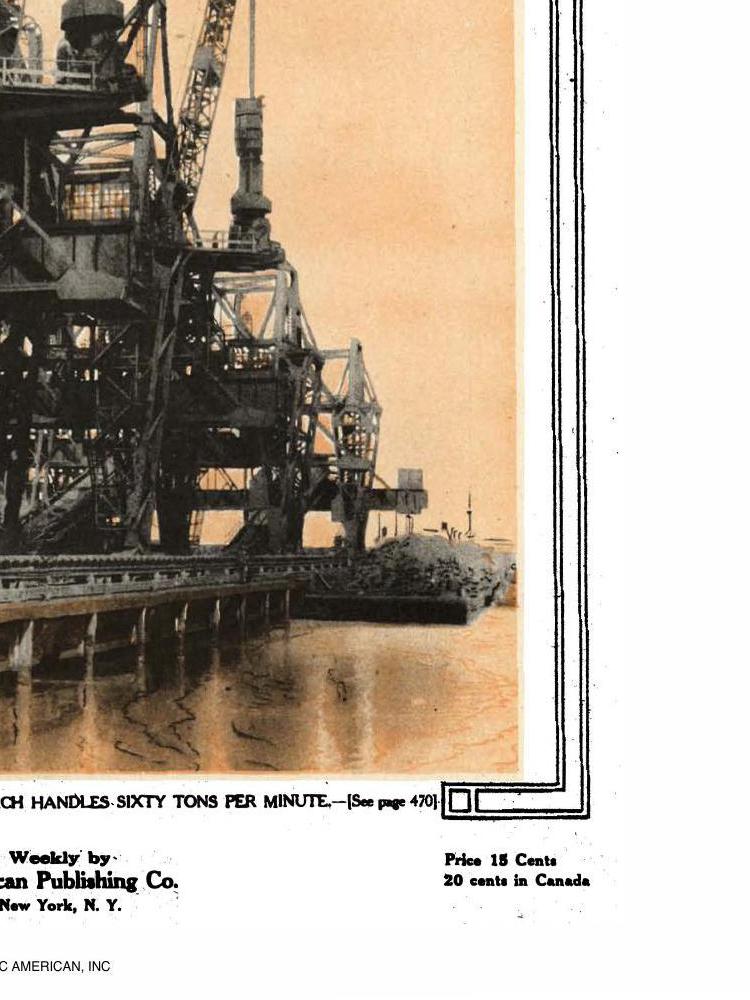 CH HANDLES SIXTY TONS PER MINUTE.—[See page 470]
Weekly by
can Publishing Co.
New York, N. Y.
Price 15 Cents
20 cents in Canada
C AMERICAN, INC